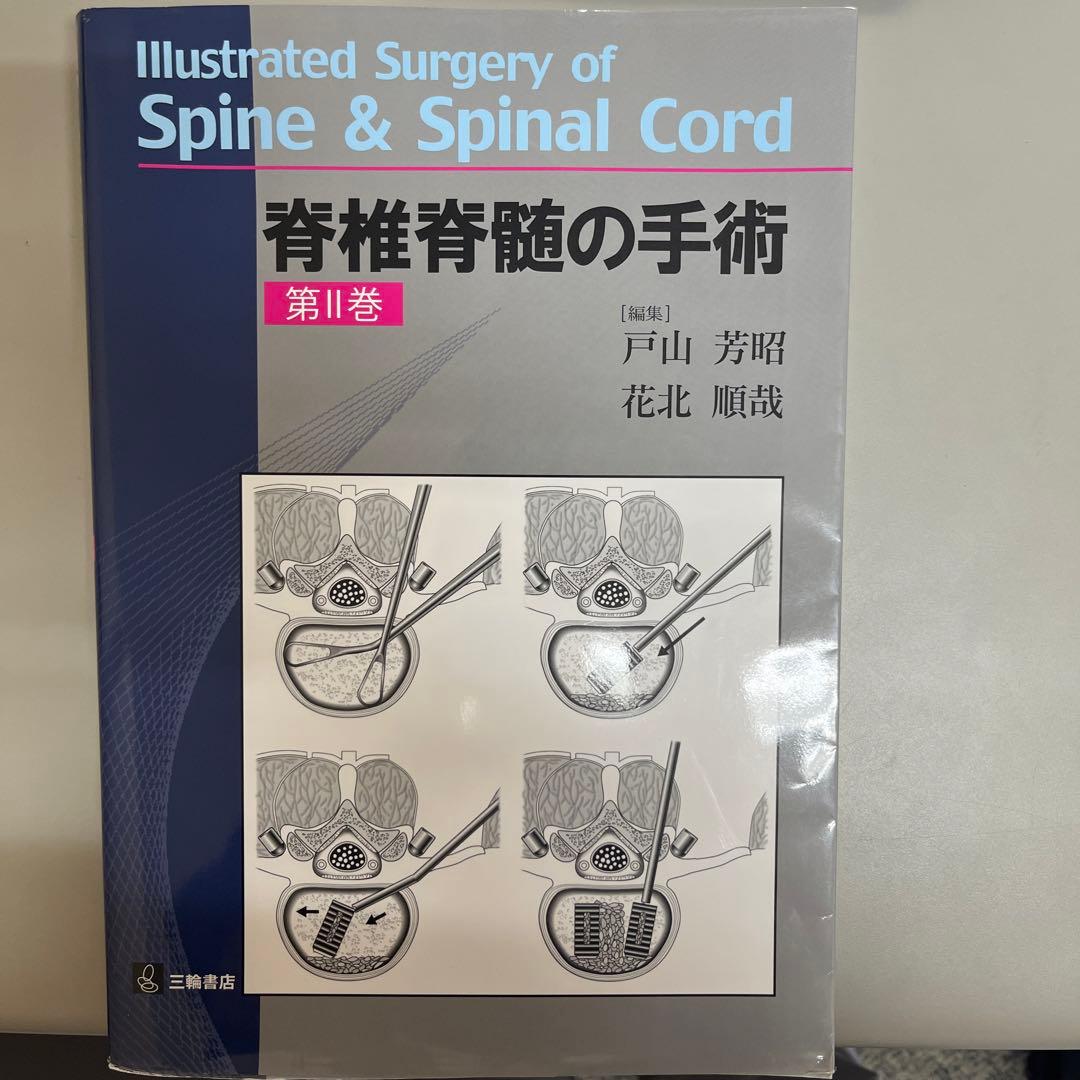 Illustrated Surgery of
Spine & Spinal Cord
脊椎脊髄の手術
第II巻
[編集]
戸山 芳昭
花北 順哉
三輪書店